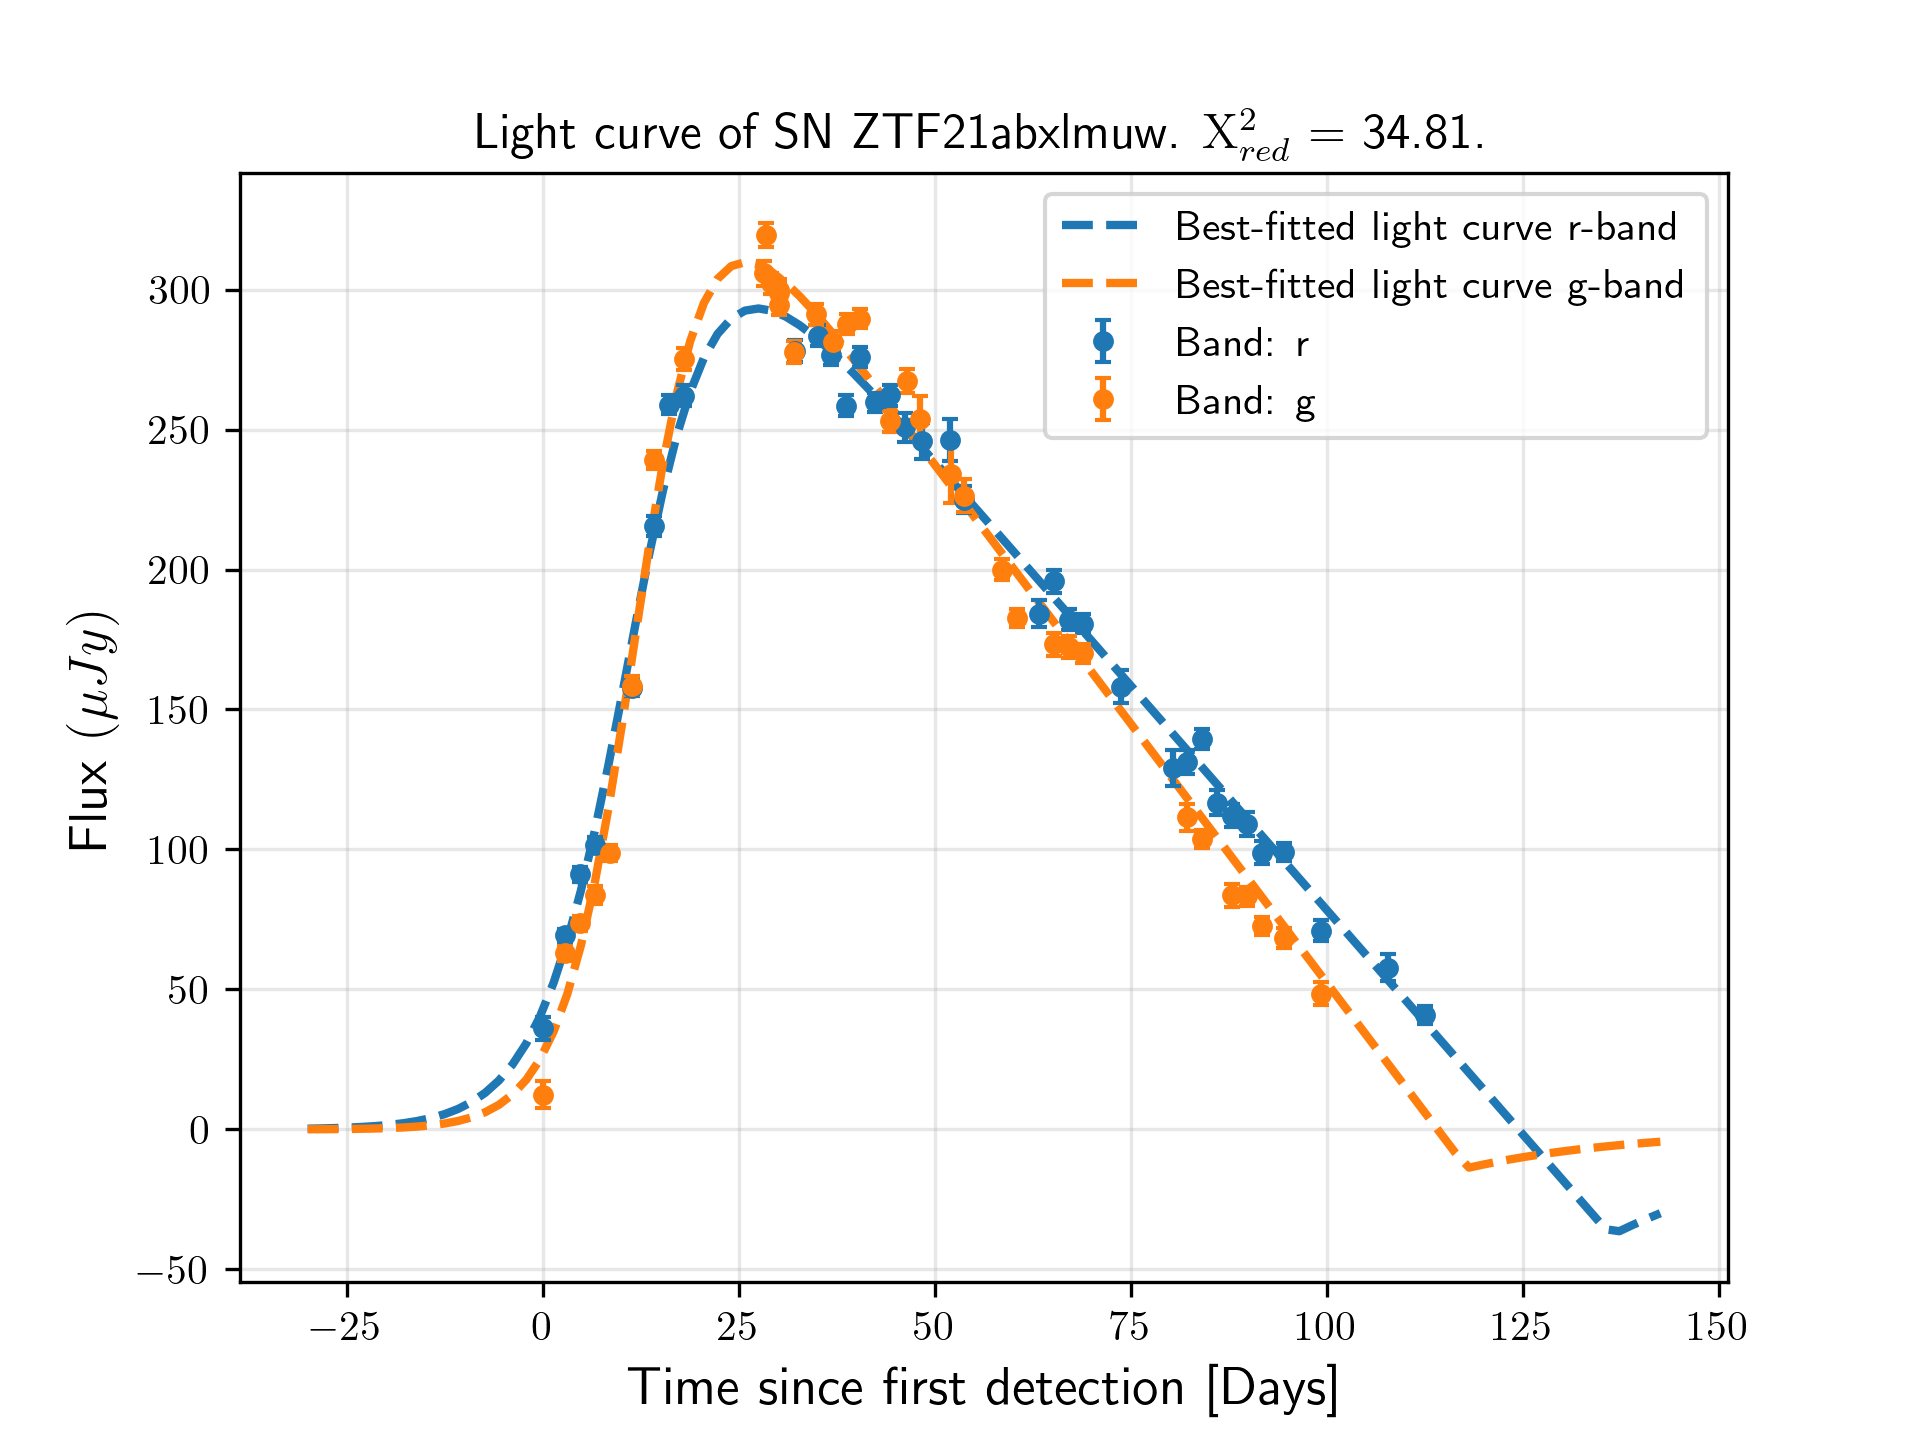 Light curve of SN ZTF21abxlmuw. X²_red = 34.81.
Best-fitted light curve r-band
Best-fitted light curve g-band
Band: r
Band: g
Flux (μJy)
300
250
200
150
100
50
0
−50
−25 0 25 50 75 100 125 150
Time since first detection [Days]